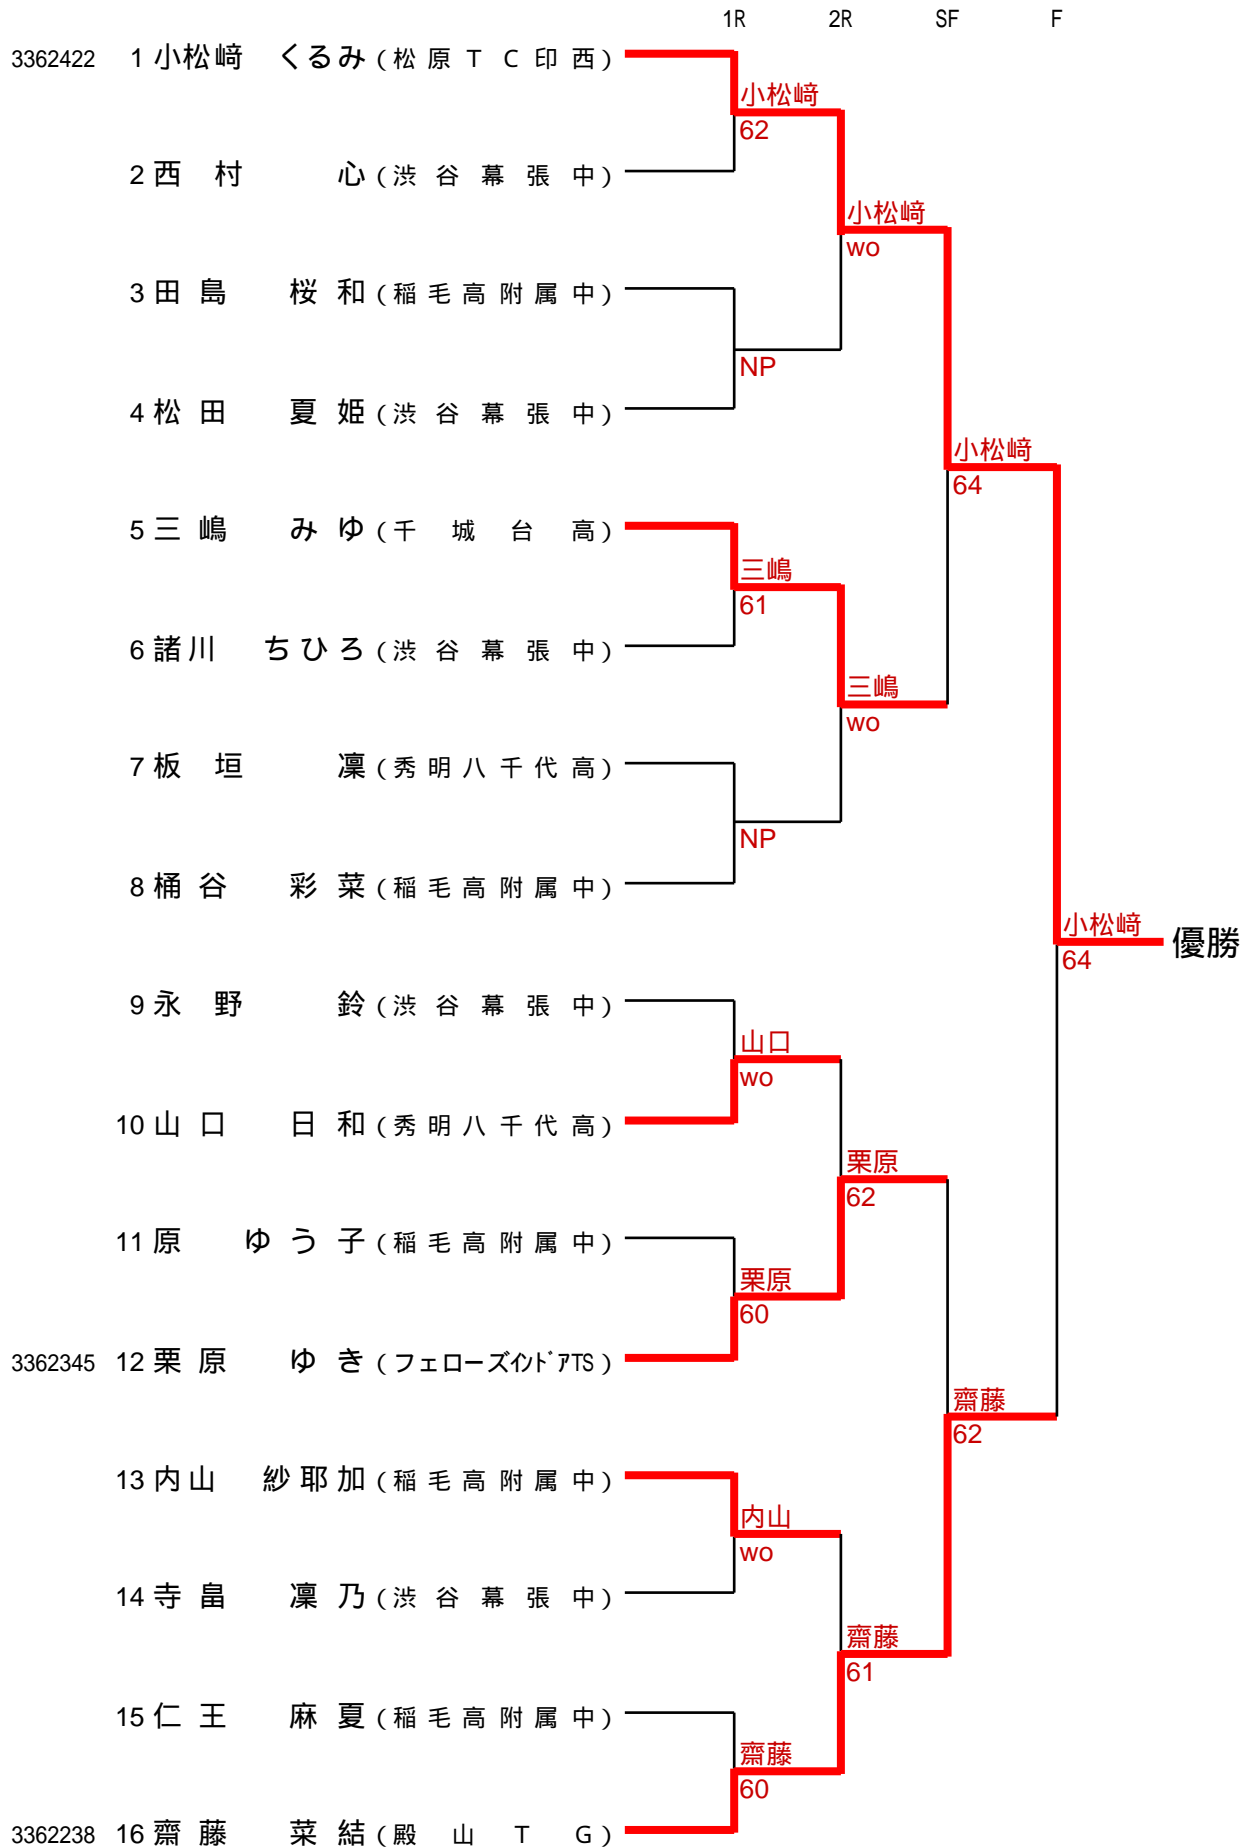 1R 2R SF F
3362422 1 小松﨑 くるみ (松原TC印西)
小松﨑
62
2 西村 心 (渋谷幕張中)
小松﨑
wo
3 田島 桜和 (稲毛高附属中)
NP
4 松田 夏姫 (渋谷幕張中)
小松﨑
64
5 三嶋 みゆ (千城台高)
三嶋
61
6 諸川 ちひろ (渋谷幕張中)
三嶋
wo
7 板垣 凜 (秀明八千代高)
NP
8 桶谷 彩菜 (稲毛高附属中)
小松﨑
優勝
64
9 永野 鈴 (渋谷幕張中)
山口
wo
10 山口 日和 (秀明八千代高)
栗原
62
11 原 ゆう子 (稲毛高附属中)
栗原
60
3362345 12 栗原 ゆき (フェローズインドアTS)
齋藤
62
13 内山 紗耶加 (稲毛高附属中)
内山
wo
14 寺畠 凜乃 (渋谷幕張中)
齋藤
61
15 仁王 麻夏 (稲毛高附属中)
齋藤
60
3362238 16 齋藤 菜結 (殿山TG)